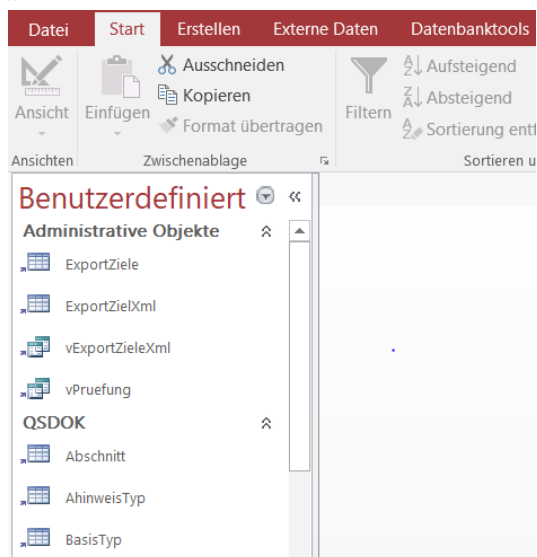 Datei Start Erstellen Externe Daten Datenbanktools
Ansicht
Einfügen
Ausschneiden
Kopieren
Format übertragen
Filtern
Aufsteigend
Absteigend
Sortierung entf
Ansichten Zwischenablage Sortieren u
Benutzerdefiniert
Administrative Objekte
ExportZiele
ExportZielXml
vExportZieleXml
vPruefung
QSDOK
Abschnitt
AhinweisTyp
BasisTyp